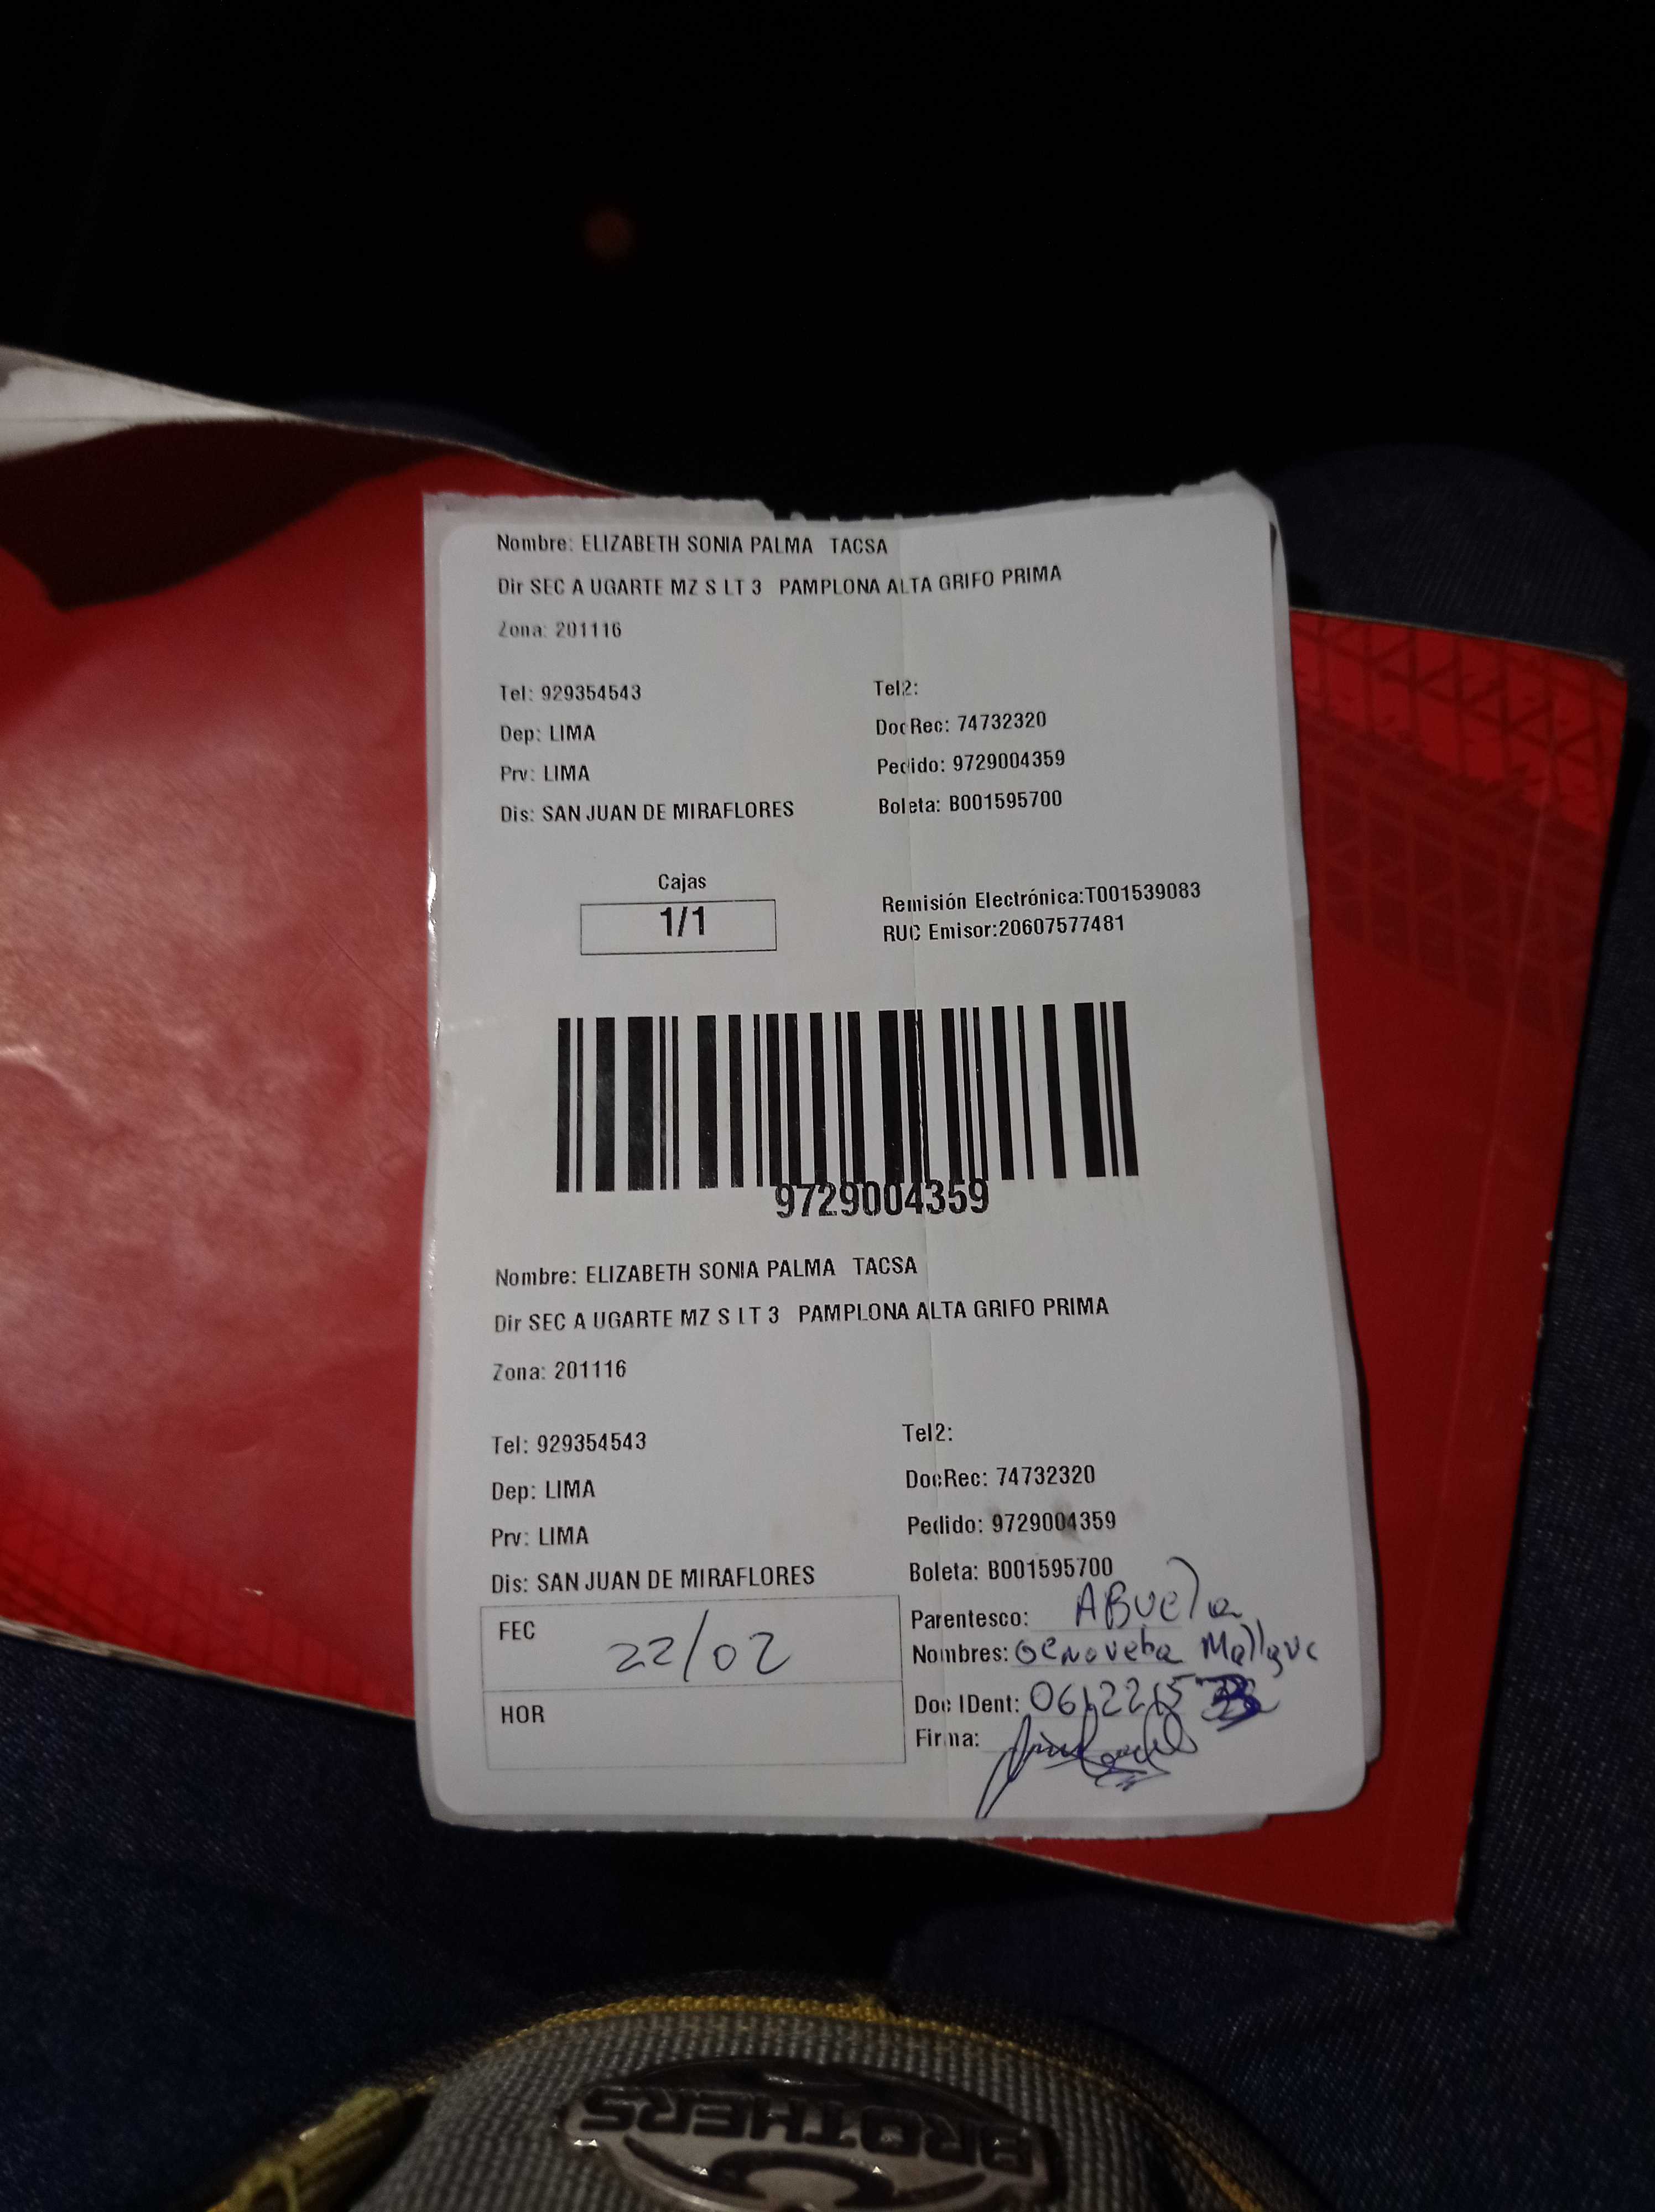 Nombre: ELIZABETH SONIA PALMA TACSA
Dir SEC A UGARTE MZ S LT 3 PAMPLONA ALTA GRIFO PRIMA
Zona: 201116
Tel: 929354543 Tel2:
Dep: LIMA DocRec: 74732320
Prv: LIMA Pedido: 9729004359
Dis: SAN JUAN DE MIRAFLORES Boleta: B001595700
Cajas
1/1
Remisión Electrónica:T001539083
RUC Emisor:20607577481
9729004359
Nombre: ELIZABETH SONIA PALMA TACSA
Dir SEC A UGARTE MZ S LT 3 PAMPLONA ALTA GRIFO PRIMA
Zona: 201116
Tel: 929354543 Tel2:
Dep: LIMA DocRec: 74732320
Prv: LIMA Pedido: 9729004359
Dis: SAN JUAN DE MIRAFLORES Boleta: B001595700
FEC 22/02
HOR
Parentesco: ABuela
Nombres: Genoveba
Doc IDent:
Firma:
BROTHERS